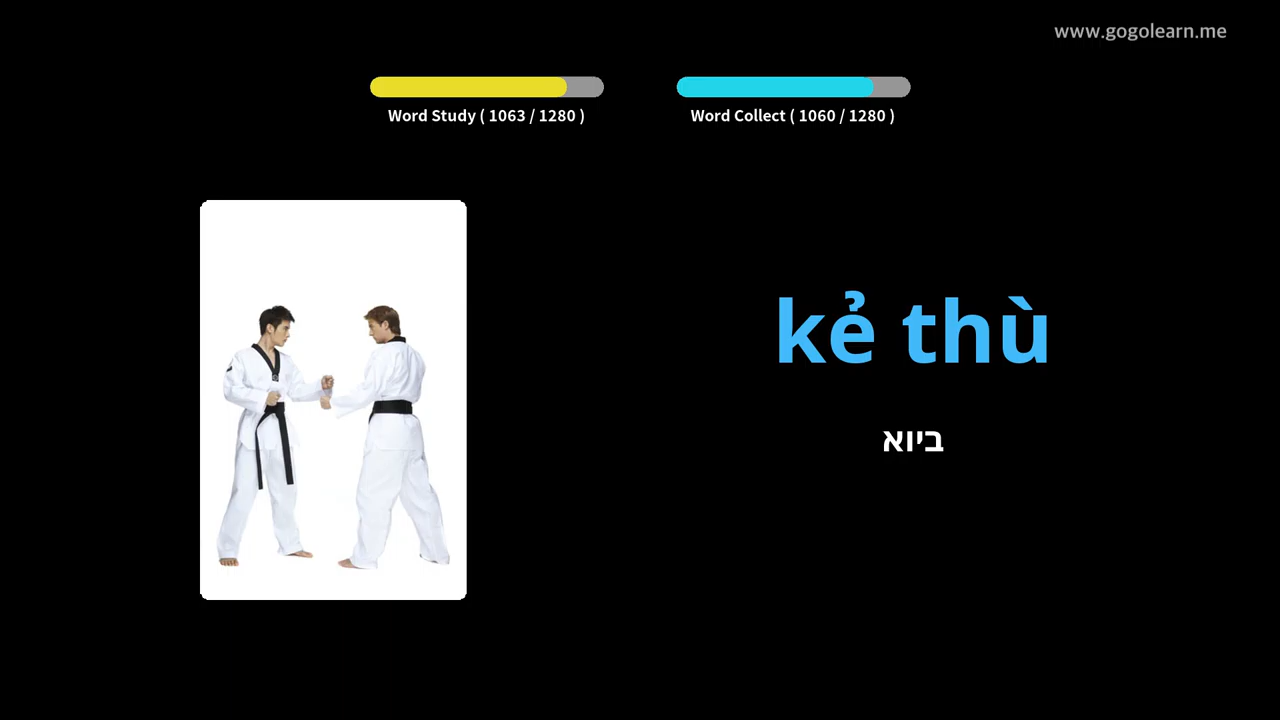 www.gogolearn.me
Word Study ( 1063 / 1280 )
Word Collect ( 1060 / 1280 )
kẻ thù
ביוא